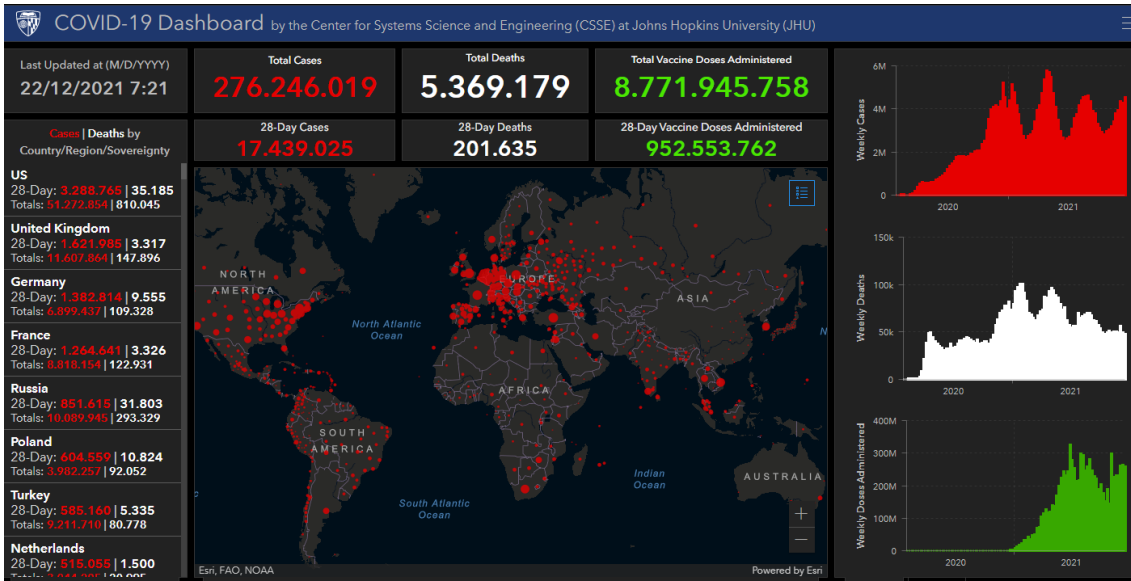 COVID-19 Dashboard by the Center for Systems Science and Engineering (CSSE) at Johns Hopkins University (JHU)
Last Updated at (M/D/YYYY)
22/12/2021 7:21
Cases | Deaths by
Country/Region/Sovereignty
US
28-Day: 3.288.765 | 35.185
Totals: 51.272.854 | 810.045
United Kingdom
28-Day: 1.621.985 | 3.317
Totals: 11.607.864 | 147.896
Germany
28-Day: 1.382.814 | 9.555
Totals: 6.899.437 | 109.328
France
28-Day: 1.264.641 | 3.326
Totals: 8.818.154 | 122.931
Russia
28-Day: 851.615 | 31.803
Totals: 10.089.945 | 293.329
Poland
28-Day: 604.559 | 10.824
Totals: 3.982.257 | 92.052
Turkey
28-Day: 585.160 | 5.335
Totals: 9.211.710 | 80.778
Netherlands
28-Day: 515.055 | 1.500
Total Cases
276.246.019
Total Deaths
5.369.179
Total Vaccine Doses Administered
8.771.945.758
28-Day Cases
17.439.025
28-Day Deaths
201.635
28-Day Vaccine Doses Administered
952.553.762
NORTH
AMERICA
EUROPE
ASIA
North Atlantic
Ocean
N
AFRICA
SOUTH
AMERICA
Indian
Ocean
AUSTRALIA
South Atlantic
Ocean
+
−
Esri, FAO, NOAA
Powered by Esri
Weekly Cases
6M
4M
2M
0
2020
2021
Weekly Deaths
150k
100k
50k
0
2020
2021
Weekly Doses Administered
400M
300M
200M
100M
0
2020
2021